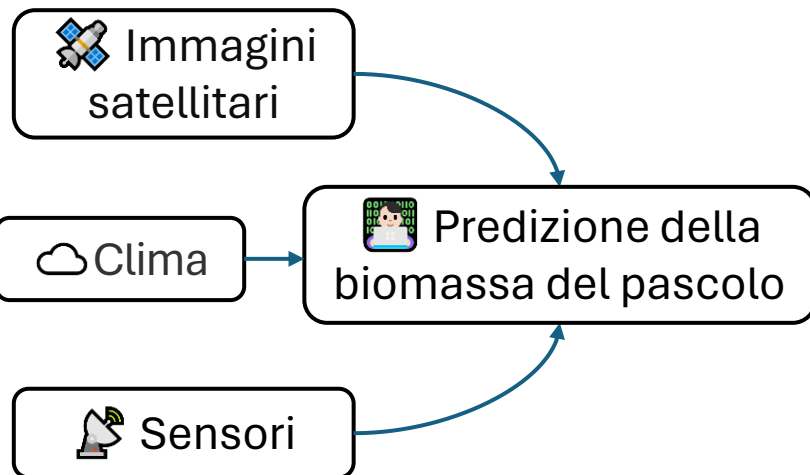 Immagini
satellitari
Clima
Predizione della
biomassa del pascolo
Sensori